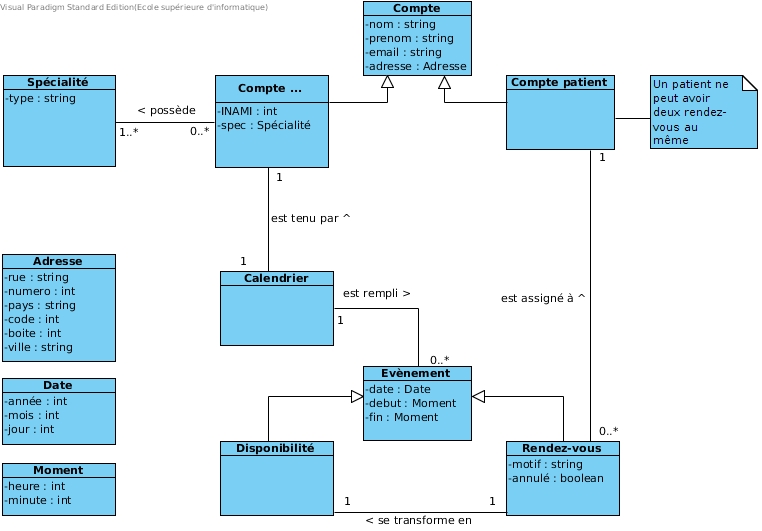 Visual Paradigm Standard Edition(Ecole supérieure d'informatique)
Compte
-nom : string
-prenom : string
-email : string
-adresse : Adresse
Spécialité
-type : string
< possède
1..*
0..*
Compte ...
-INAMI : int
-spec : Spécialité
Compte patient
Un patient ne
peut avoir
deux rendez-
vous au
même
1
1
est tenu par ^
1
Adresse
-rue : string
-numero : int
-pays : string
-code : int
-boite : int
-ville : string
Calendrier
est rempli >
1
0..*
est assigné à ^
0..*
Evènement
-date : Date
-debut : Moment
-fin : Moment
Date
-année : int
-mois : int
-jour : int
Moment
-heure : int
-minute : int
Disponibilité
Rendez-vous
-motif : string
-annulé : boolean
1
1
< se transforme en